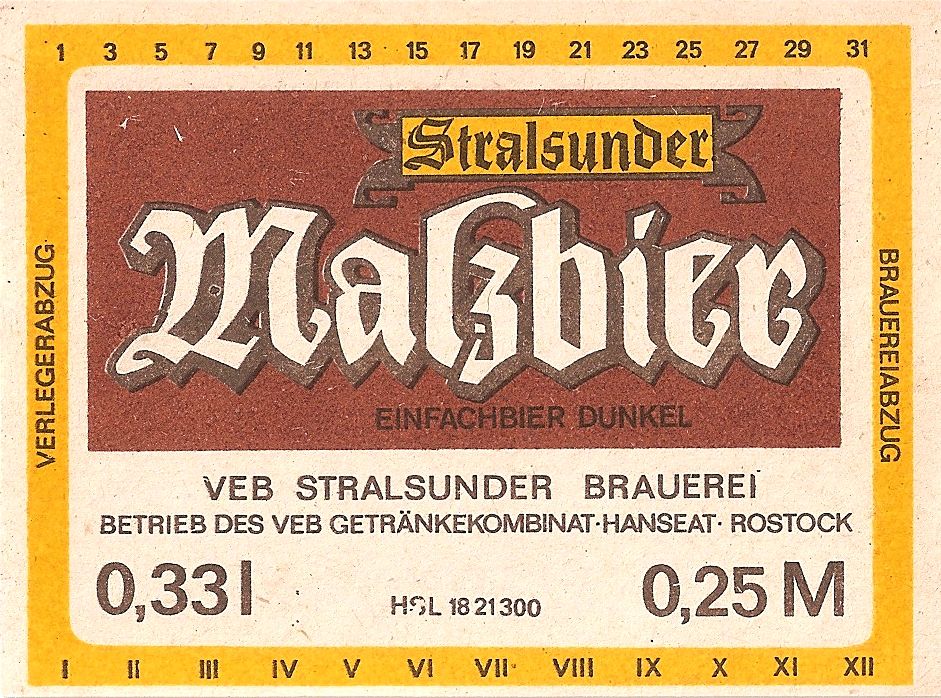 1 3 5 7 9 11 13 15 17 19 21 23 25 27 29 31
VERLEGERABZUG
Stralsunder
Malzbier
EINFACHBIER DUNKEL
BRAUEREIABZUG
VEB STRALSUNDER BRAUEREI
BETRIEB DES VEB GETRÄNKEKOMBINAT·HANSEAT· ROSTOCK
0,33 l
HSL 18 21 300
0,25 M
I II III IV V VI VII VIII IX X XI XII